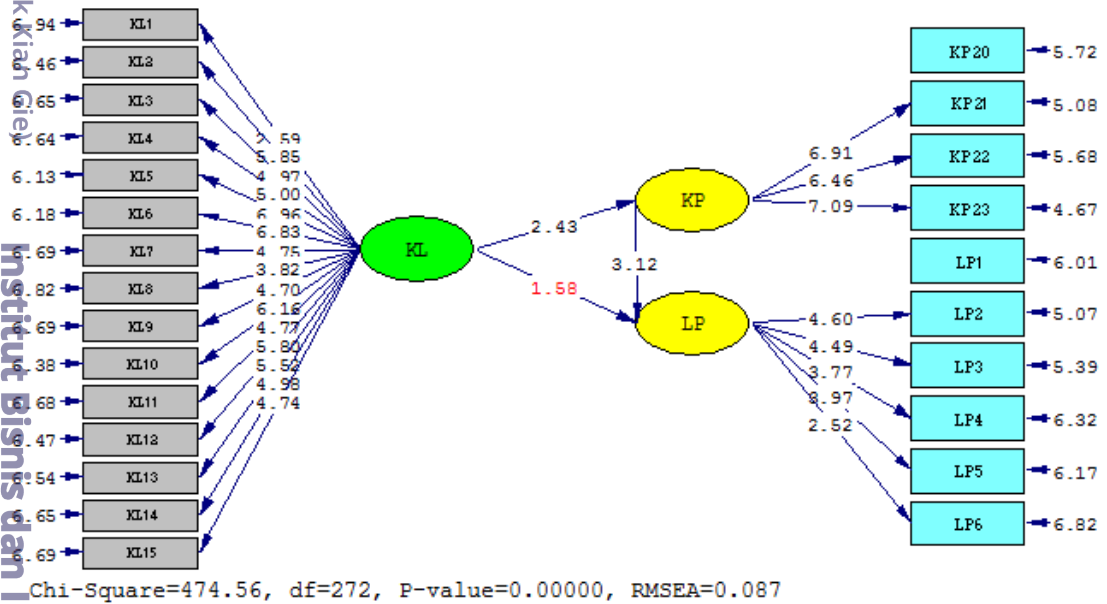 k Kian Gie)
Institut Bisnis dan I
6.94 KL1
6.46 KL2
6.65 KL3
6.64 KL4
6.13 KL5
6.18 KL6
6.69 KL7
6.82 KL8
6.69 KL9
6.38 KL10
6.68 KL11
6.47 KL12
6.54 KL13
6.65 KL14
6.69 KL15
2.59
5.85
4.97
5.00
6.96
6.83
4.75
3.82
4.70
6.16
4.77
5.80
5.52
4.98
4.74
KL
2.43
1.58
KP
3.12
LP
6.91
6.46
7.09
4.60
4.49
3.77
3.97
2.52
KP20 5.72
KP21 5.08
KP22 5.68
KP23 4.67
LP1 6.01
LP2 5.07
LP3 5.39
LP4 6.32
LP5 6.17
LP6 6.82
Chi-Square=474.56, df=272, P-value=0.00000, RMSEA=0.087